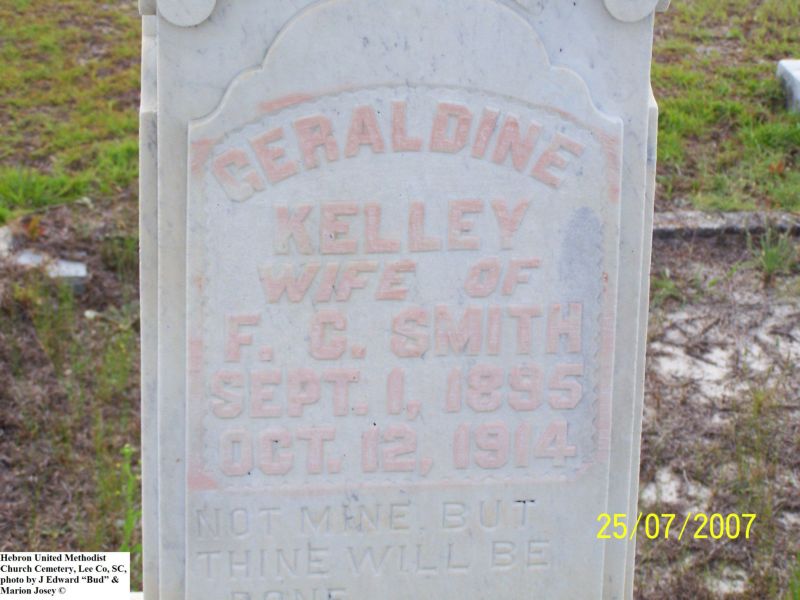 GERALDINE
KELLEY
WIFE OF
F. C. SMITH
SEPT. 1, 1895
OCT. 12, 1914
NOT MINE BUT
THINE WILL BE
DONE
25/07/2007
Hebron United Methodist
Church Cemetery, Lee Co, SC,
photo by J Edward “Bud” &
Marion Josey ©